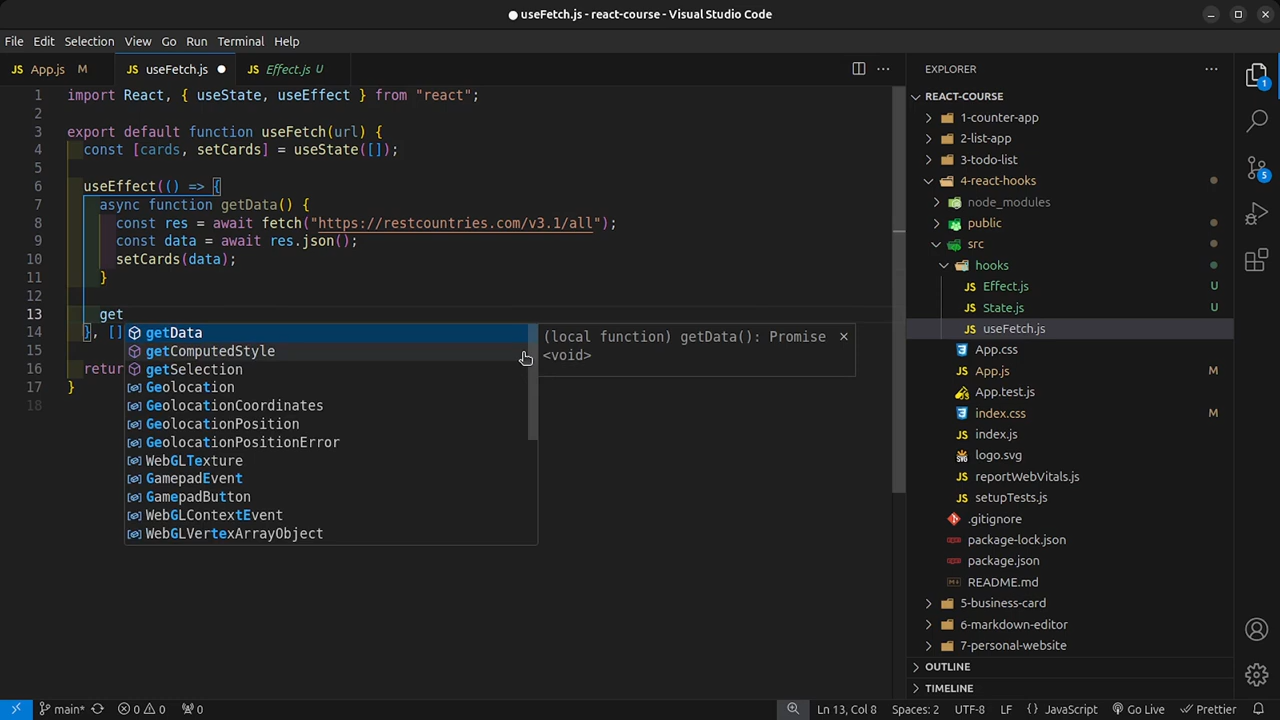 useFetch.js - react-course - Visual Studio Code
File Edit Selection View Go Run Terminal Help
JS App.js M JS useFetch.js JS Effect.js U
1 import React, { useState, useEffect } from "react";
2
3 export default function useFetch(url) {
4 const [cards, setCards] = useState([]);
5
6 useEffect(() => {
7 async function getData() {
8 const res = await fetch("https://restcountries.com/v3.1/all");
9 const data = await res.json();
10 setCards(data);
11 }
12
13 get
14 }, []
15
16 retur
17 }
18
getData
getComputedStyle
getSelection
Geolocation
GeolocationCoordinates
GeolocationPosition
GeolocationPositionError
WebGLTexture
GamepadEvent
GamepadButton
WebGLContextEvent
WebGLVertexArrayObject
(local function) getData(): Promise
<void>
EXPLORER
REACT-COURSE
1-counter-app
2-list-app
3-todo-list
4-react-hooks
node_modules
public
src
hooks
JS Effect.js U
JS State.js U
JS useFetch.js
App.css
JS App.js M
App.test.js
index.css M
JS index.js
SVG logo.svg
JS reportWebVitals.js
JS setupTests.js
.gitignore
package-lock.json
package.json
README.md
5-business-card
6-markdown-editor
7-personal-website
OUTLINE
TIMELINE
1
5
main* 0 0 0 Ln 13, Col 8 Spaces: 2 UTF-8 LF {} JavaScript Go Live Prettier